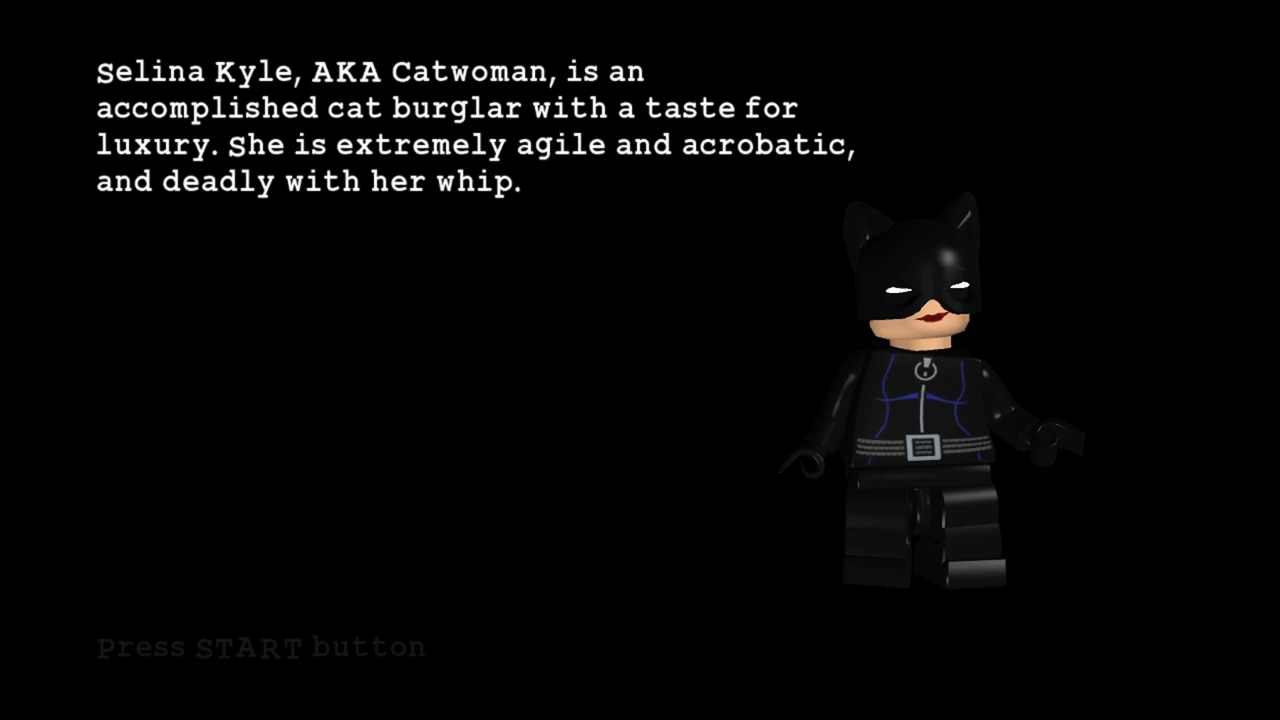 Selina Kyle, AKA Catwoman, is an
accomplished cat burglar with a taste for
luxury. She is extremely agile and acrobatic,
and deadly with her whip.
Press START button